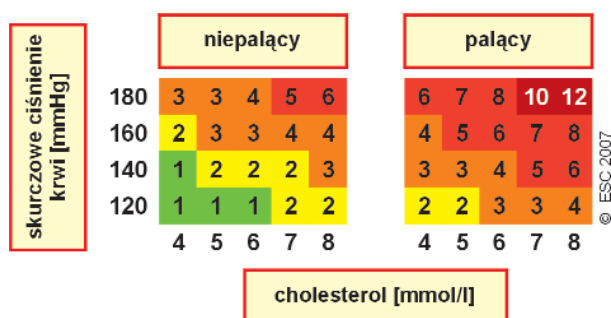 niepalący palący
skurczowe ciśnienie
krwi [mmHg]
180 3 3 4 5 6 6 7 8 10 12
160 2 3 3 4 4 4 5 6 7 8
140 1 2 2 2 3 3 3 4 5 6
120 1 1 1 2 2 2 2 3 3 4
4 5 6 7 8 4 5 6 7 8
© ESC 2007
cholesterol [mmol/l]